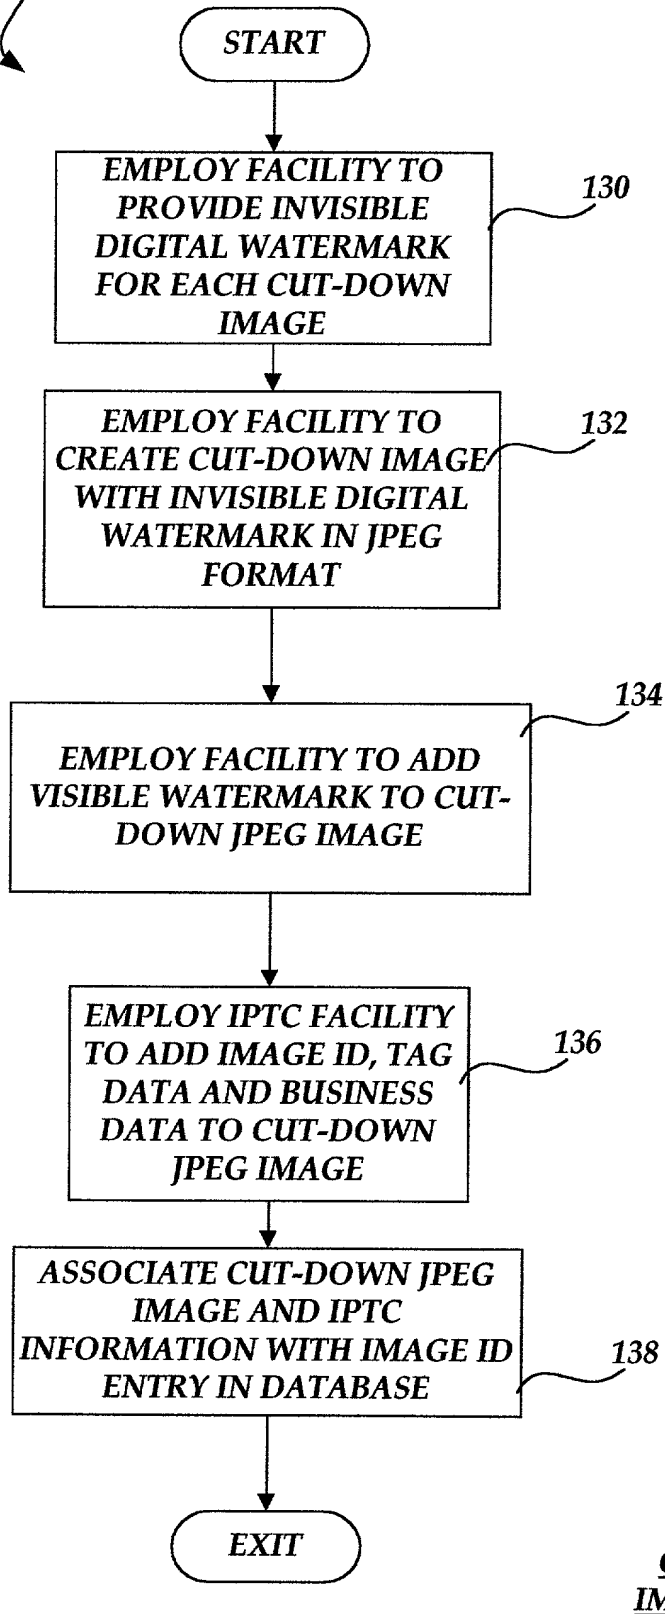 START
EMPLOY FACILITY TO
PROVIDE INVISIBLE
DIGITAL WATERMARK
FOR EACH CUT-DOWN
IMAGE
130
EMPLOY FACILITY TO
CREATE CUT-DOWN IMAGE
WITH INVISIBLE DIGITAL
WATERMARK IN JPEG
FORMAT
132
EMPLOY FACILITY TO ADD
VISIBLE WATERMARK TO CUT-
DOWN JPEG IMAGE
134
EMPLOY IPTC FACILITY
TO ADD IMAGE ID, TAG
DATA AND BUSINESS
DATA TO CUT-DOWN
JPEG IMAGE
136
ASSOCIATE CUT-DOWN JPEG
IMAGE AND IPTC
INFORMATION WITH IMAGE ID
ENTRY IN DATABASE
138
EXIT